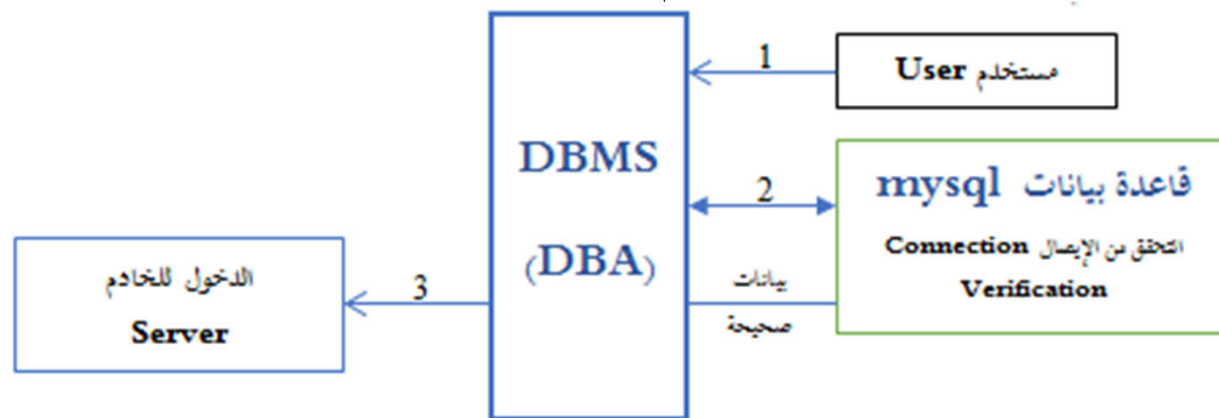 مستخدم User
1
DBMS
(DBA)
قاعدة بيانات mysql
التحقق من الإتصال Connection
Verification
2
بيانات
صحيحة
3
الدخول للخادم
Server